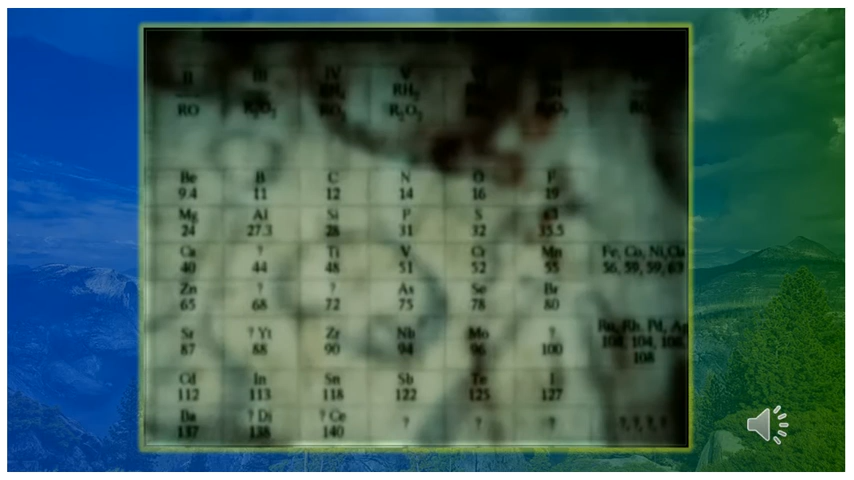 II III IV V
RO R₂O₃ RO₂ R₂O₅
RH₃
Be B C N O F
9.4 11 12 14 16 19
Mg Al Si P S
24 27.3 28 31 32 35.5
Ca ? Ti V Cr Mn Fe, Co, Ni, Cu
40 44 48 51 52 55 56, 59, 59, 63
Zn ? ? As Se Br
65 68 72 75 78 80
Sr ? Yt Zr Nb Mo ? Ru, Rh, Pd, Ag
87 88 90 94 96 100 104, 104, 106,
108
Cd In Sn Sb Te I
112 113 118 122 125 127
Ba ? Di ? Ce ? ? ? ?, ?, ?, ?
137 138 140